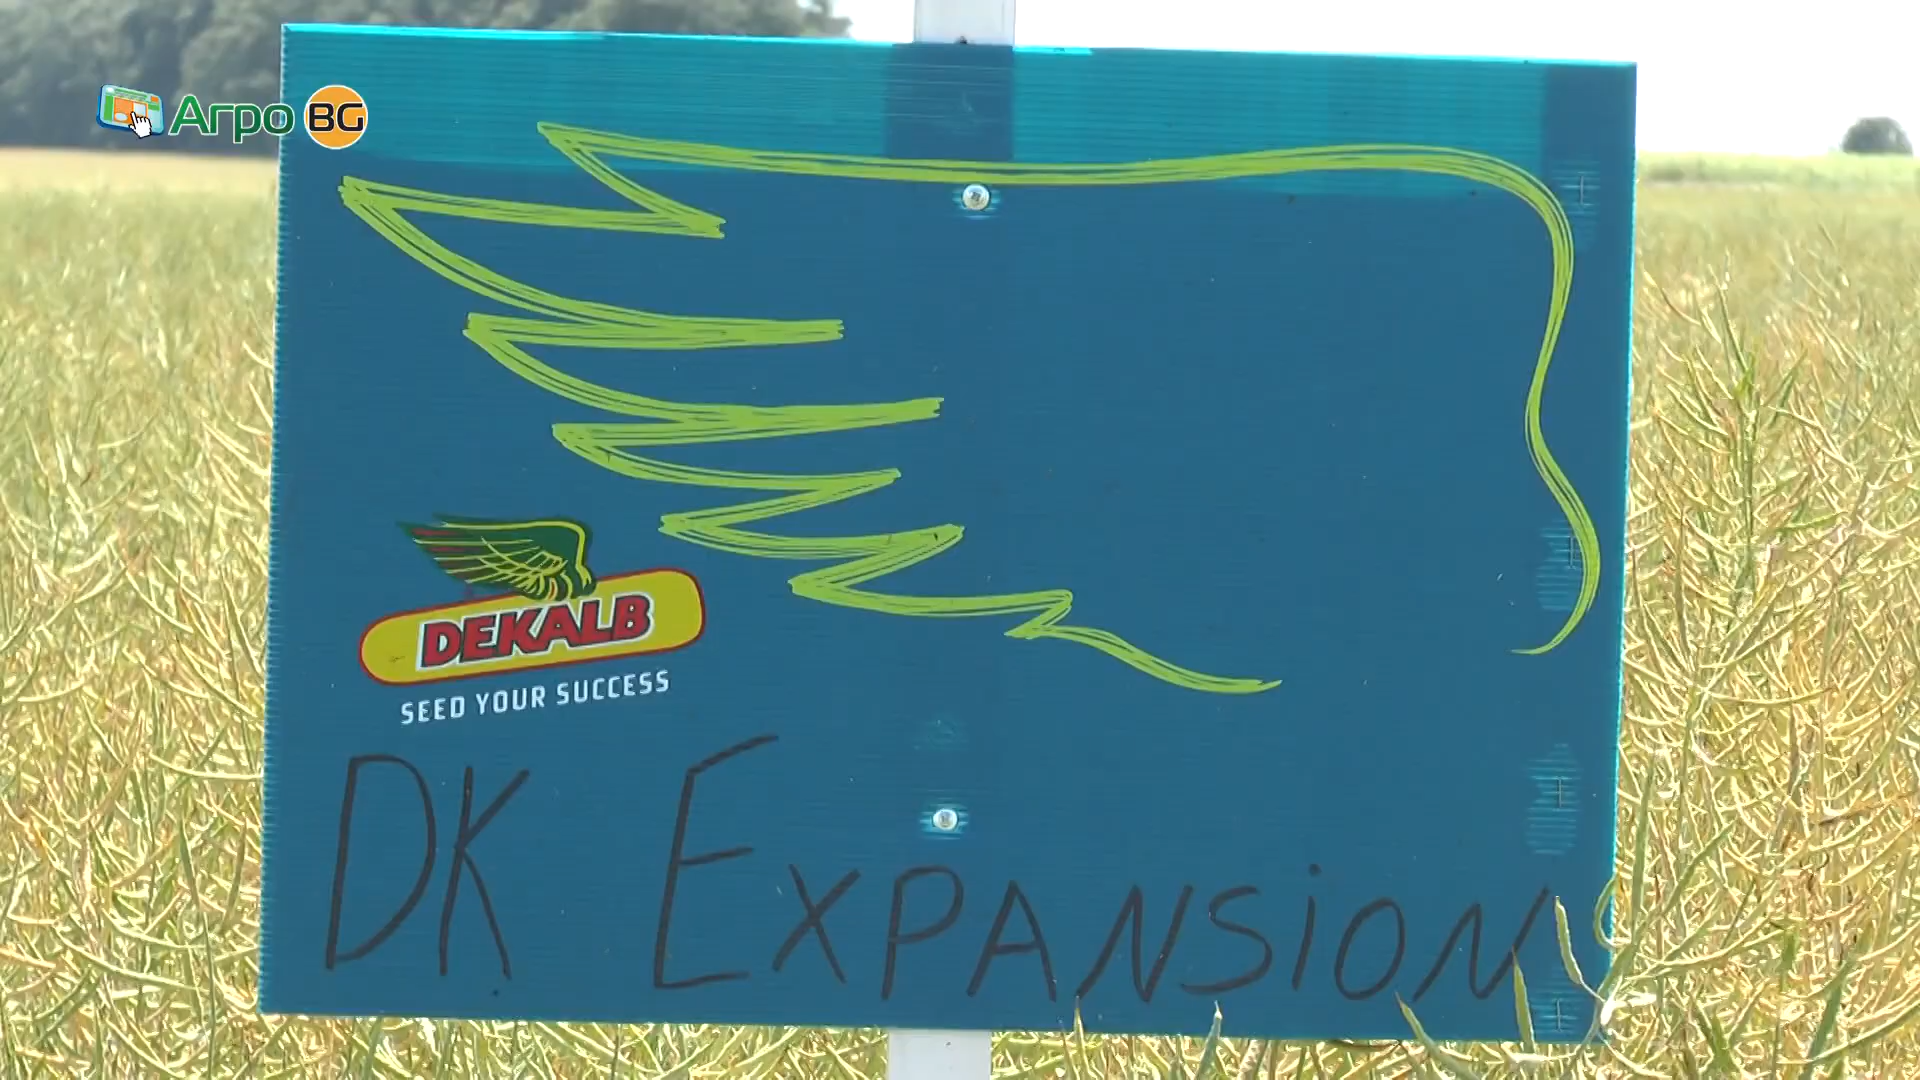 Агро BG
DEKALB
SEED YOUR SUCCESS
DK EXPANSiON